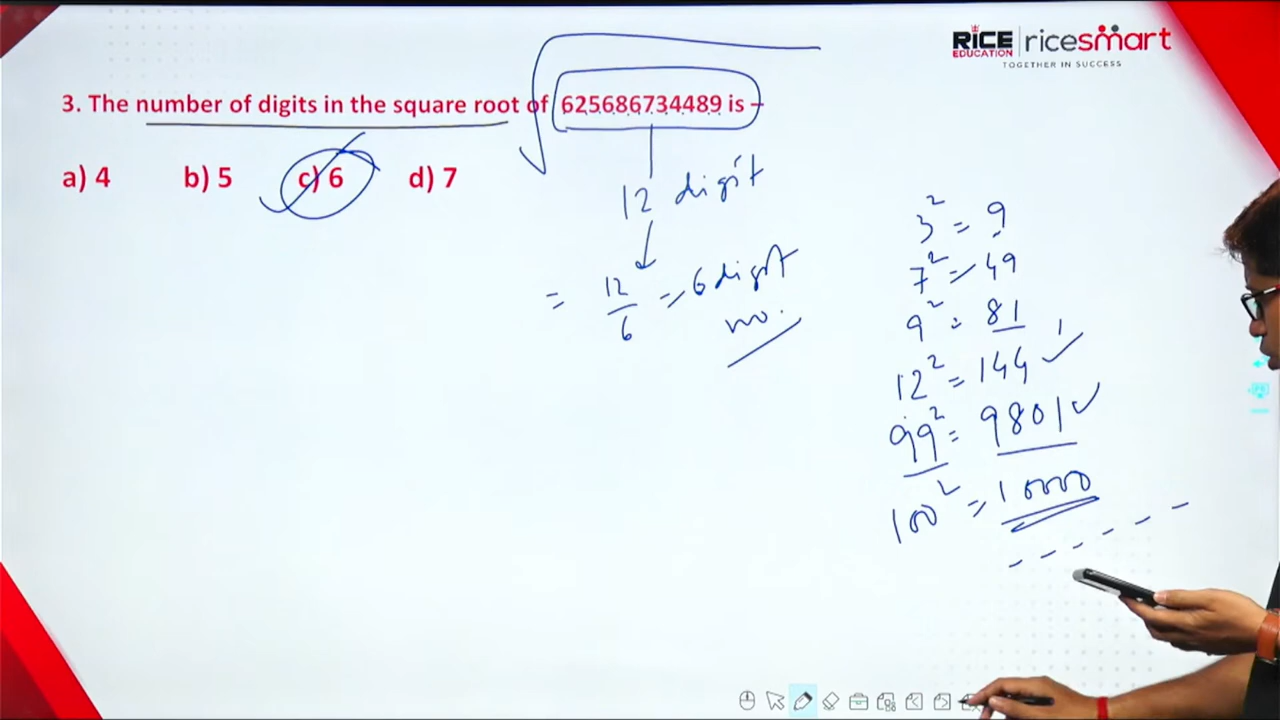 RICE EDUCATION ricesmart
TOGETHER IN SUCCESS
3. The number of digits in the square root of 625686734489 is –
a) 4 b) 5 c) 6 d) 7
12 digit
= 12/6 = 6 digit
no.
3² = 9
7² = 49
9² = 81
12² = 144
99² = 9801
100² = 10000